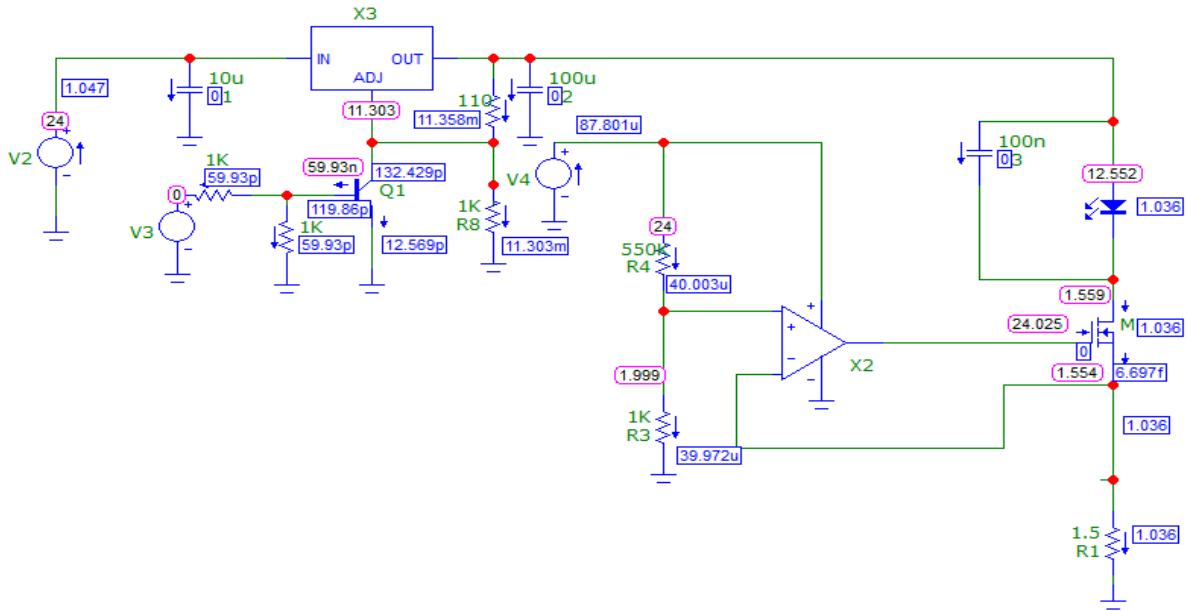 X3
IN
OUT
ADJ
10u
1
1.047
0
24
V2
11.303
110
11.358m
100u
0
2
87.801u
100n
0
3
1K
59.93p
59.93n
132.429p
Q1
V4
12.552
1.036
0
V3
119.86p
1K
R8
1K
59.93p
12.569p
11.303m
24
550K
R4
40.003u
1.559
24.025
M
1.036
0
X2
1.999
1.554
6.697f
1K
R3
1.036
39.972u
1.5
R1
1.036